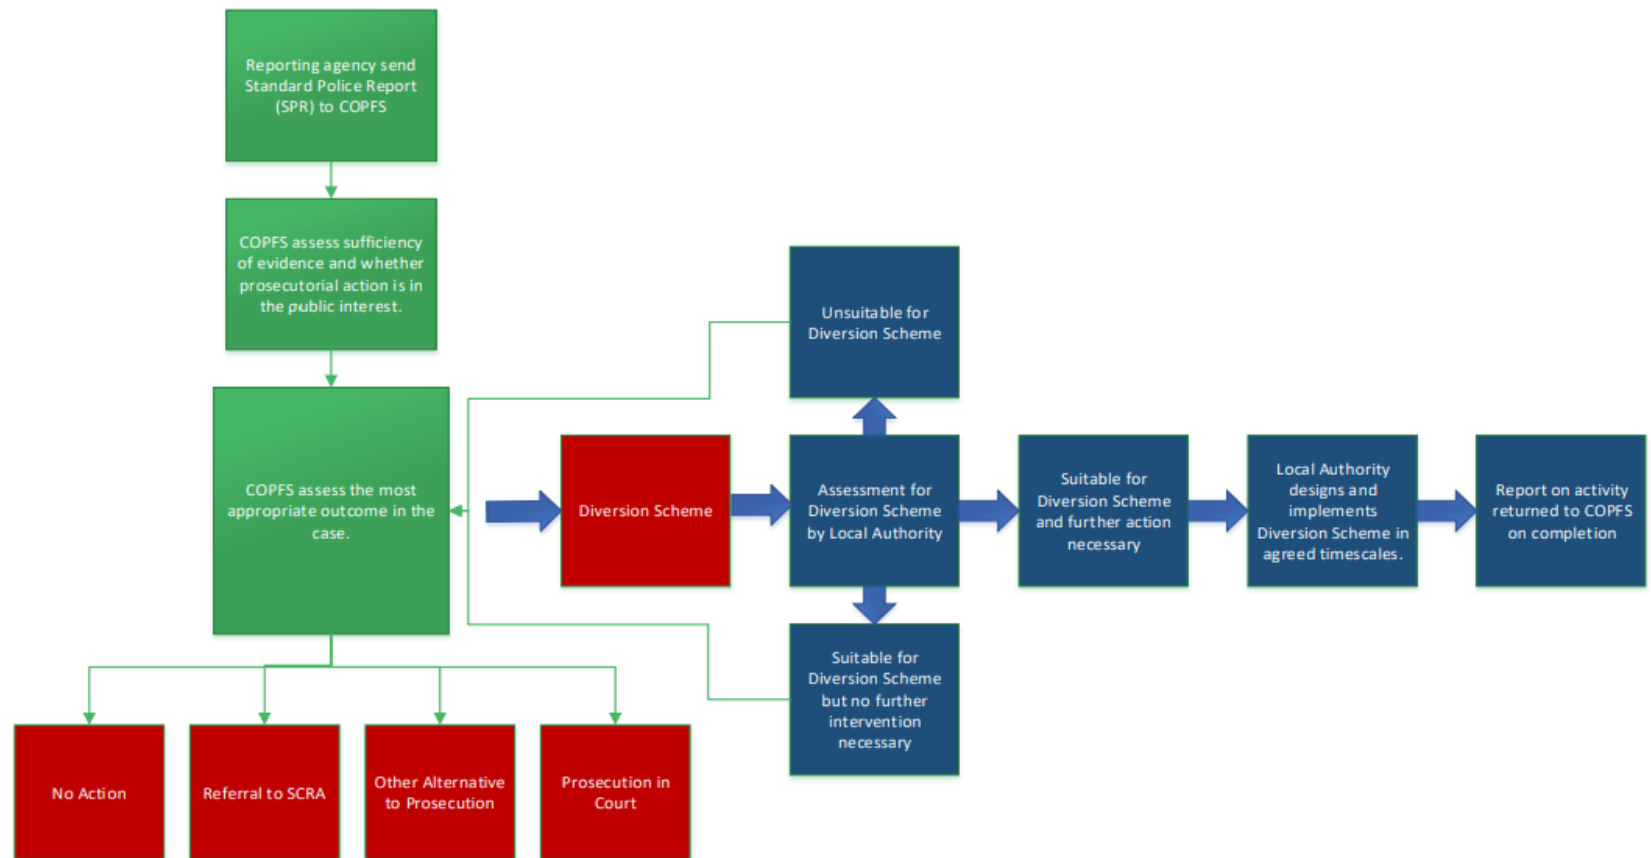 Reporting agency send
Standard Police Report
(SPR) to COPFS
COPFS assess sufficiency
of evidence and whether
prosecutorial action is in
the public interest.
COPFS assess the most
appropriate outcome in the
case.
No Action
Referral to SCRA
Other Alternative
to Prosecution
Prosecution in
Court
Diversion Scheme
Unsuitable for
Diversion Scheme
Assessment for
Diversion Scheme
by Local Authority
Suitable for
Diversion Scheme
but no further
intervention
necessary
Suitable for
Diversion Scheme
and further action
necessary
Local Authority
designs and
implements
Diversion Scheme in
agreed timescales.
Report on activity
returned to COPFS
on completion